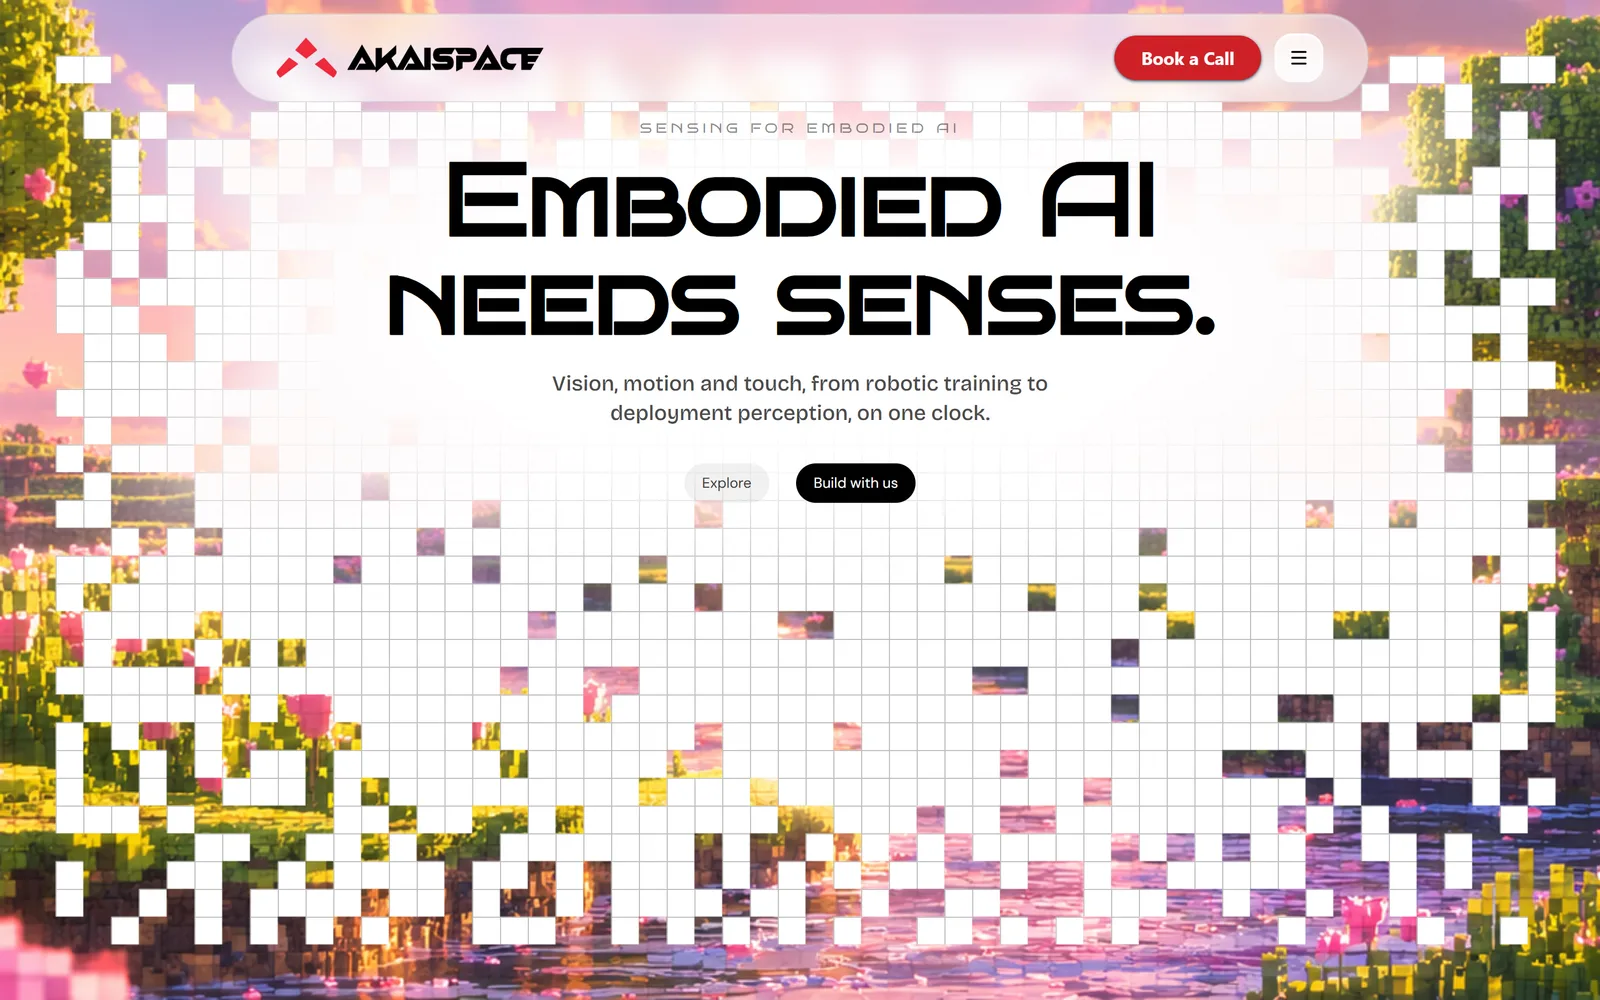 AKAISPACE
Book a Call
SENSING FOR EMBODIED AI
EMBODIED AI
NEEDS SENSES.
Vision, motion and touch, from robotic training to
deployment perception, on one clock.
Explore
Build with us